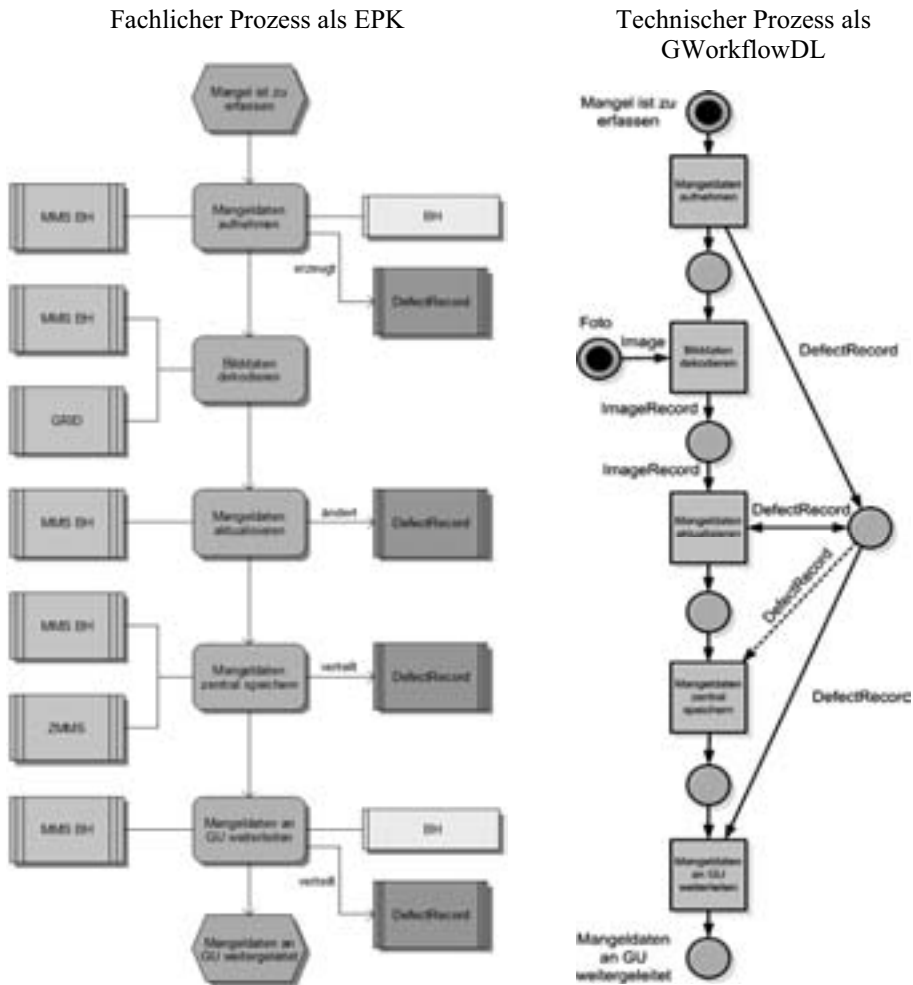 Fachlicher Prozess als EPK
Mangel ist zu
erfassen
MMS BH
Mangeldaten
aufnehmen
BH
erzeugt
DefectRecord
MMS BH
Bilddaten
dekodieren
GRID
MMS BH
Mangeldaten
aktualisieren
ändert
DefectRecord
MMS BH
Mangeldaten
zentral speichern
verteilt
DefectRecord
ZMMS
MMS BH
Mangeldaten an
GU weiterleiten
BH
verteilt
DefectRecord
Mangeldaten an
GU weitergeleitet
Technischer Prozess als
GWorkflowDL
Mangel ist zu
erfassen
Mangeldaten
aufnehmen
Foto
Image
Bilddaten
dekodieren
DefectRecord
ImageRecord
ImageRecord
Mangeldaten
aktualisieren
DefectRecord
DefectRecord
Mangeldaten
zentral
speichern
DefectRecord
Mangeldaten
an GU
weiterleiten
Mangeldaten
an GU
weitergeleitet